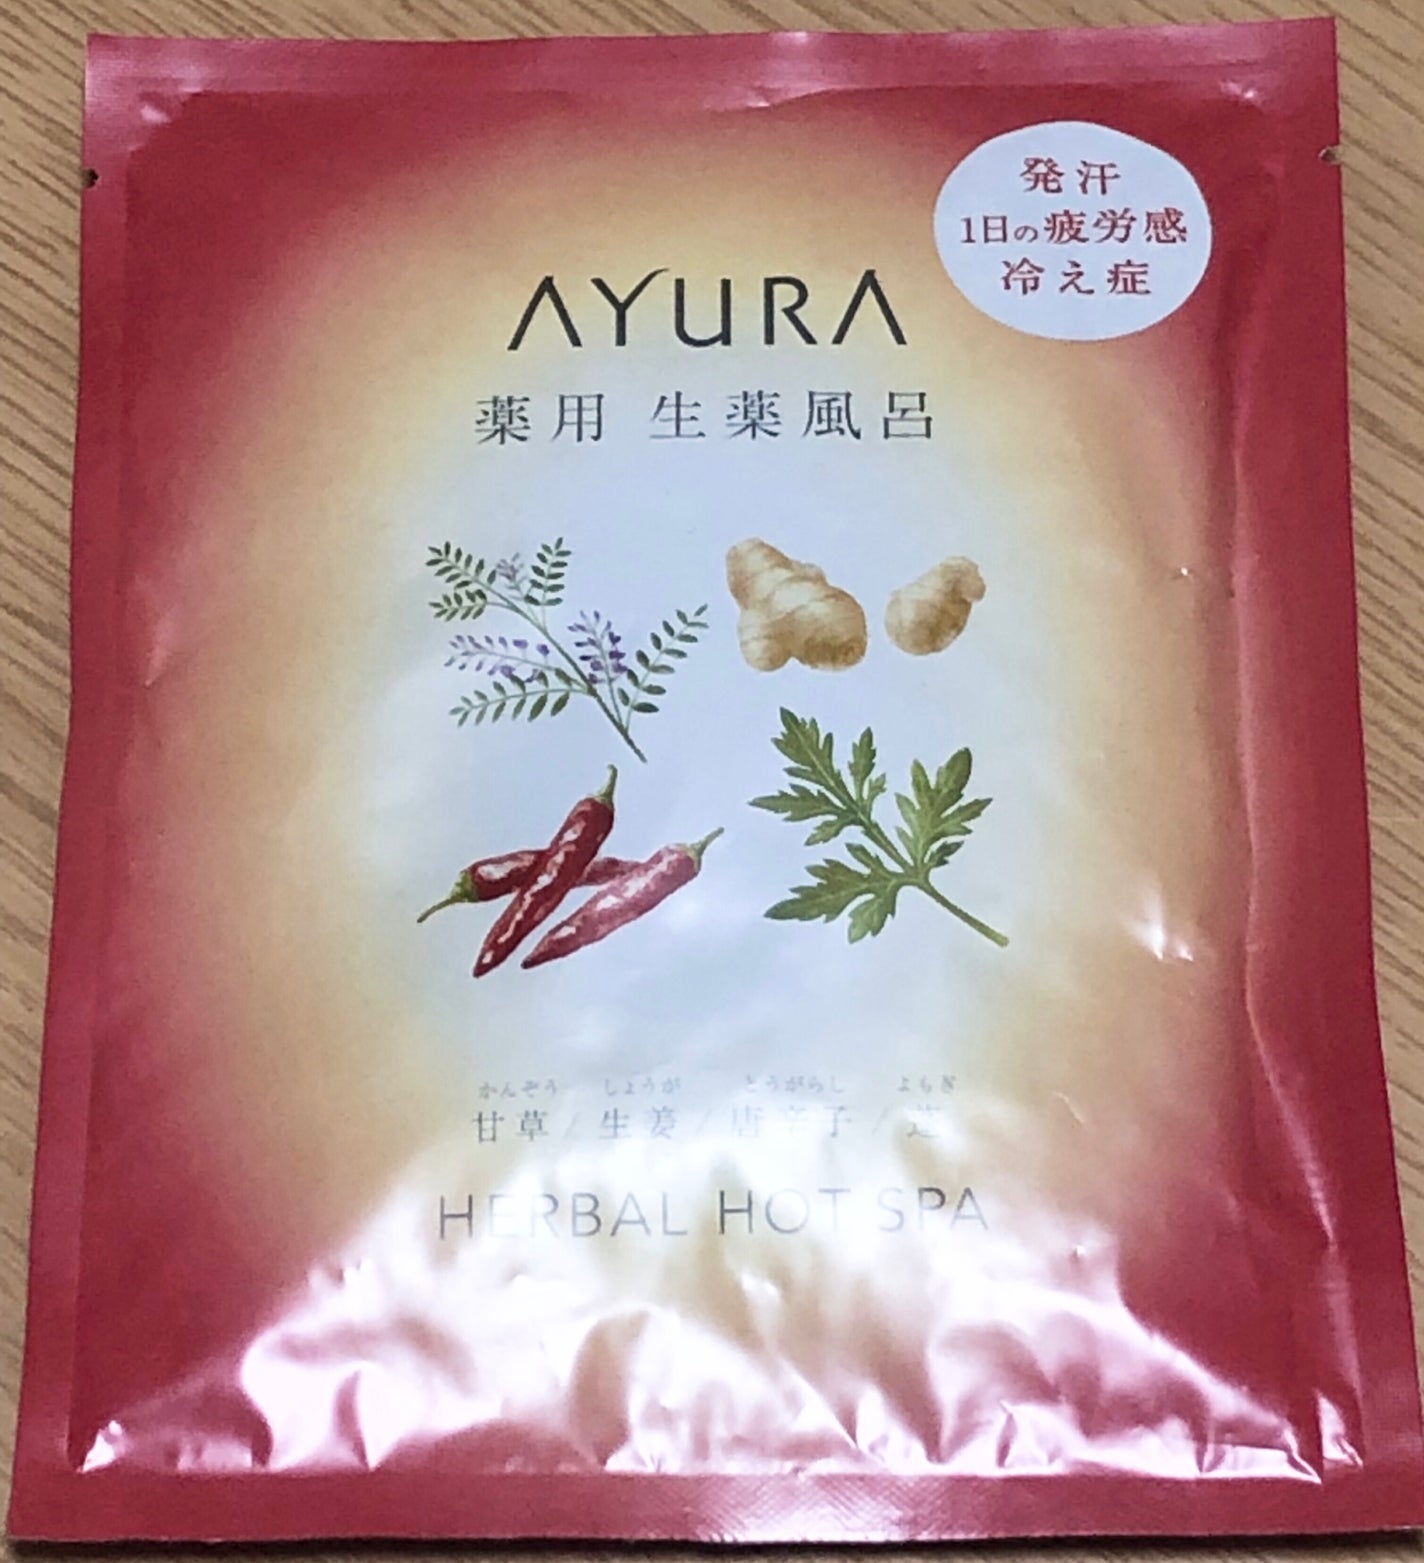 発汗
1日の疲労感
冷え症
AYURA
薬用 生薬風呂
かんぞう しょうが とうがらし よもぎ
甘草/生姜/唐辛子/蓬
HERBAL HOT SPA